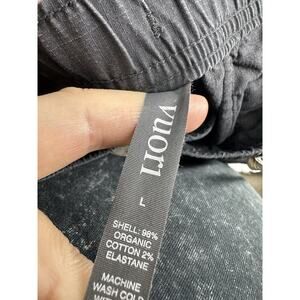 vuori
L
SHELL: 98%
ORGANIC
COTTON 2%
ELASTANE
MACHINE
WASH COLD